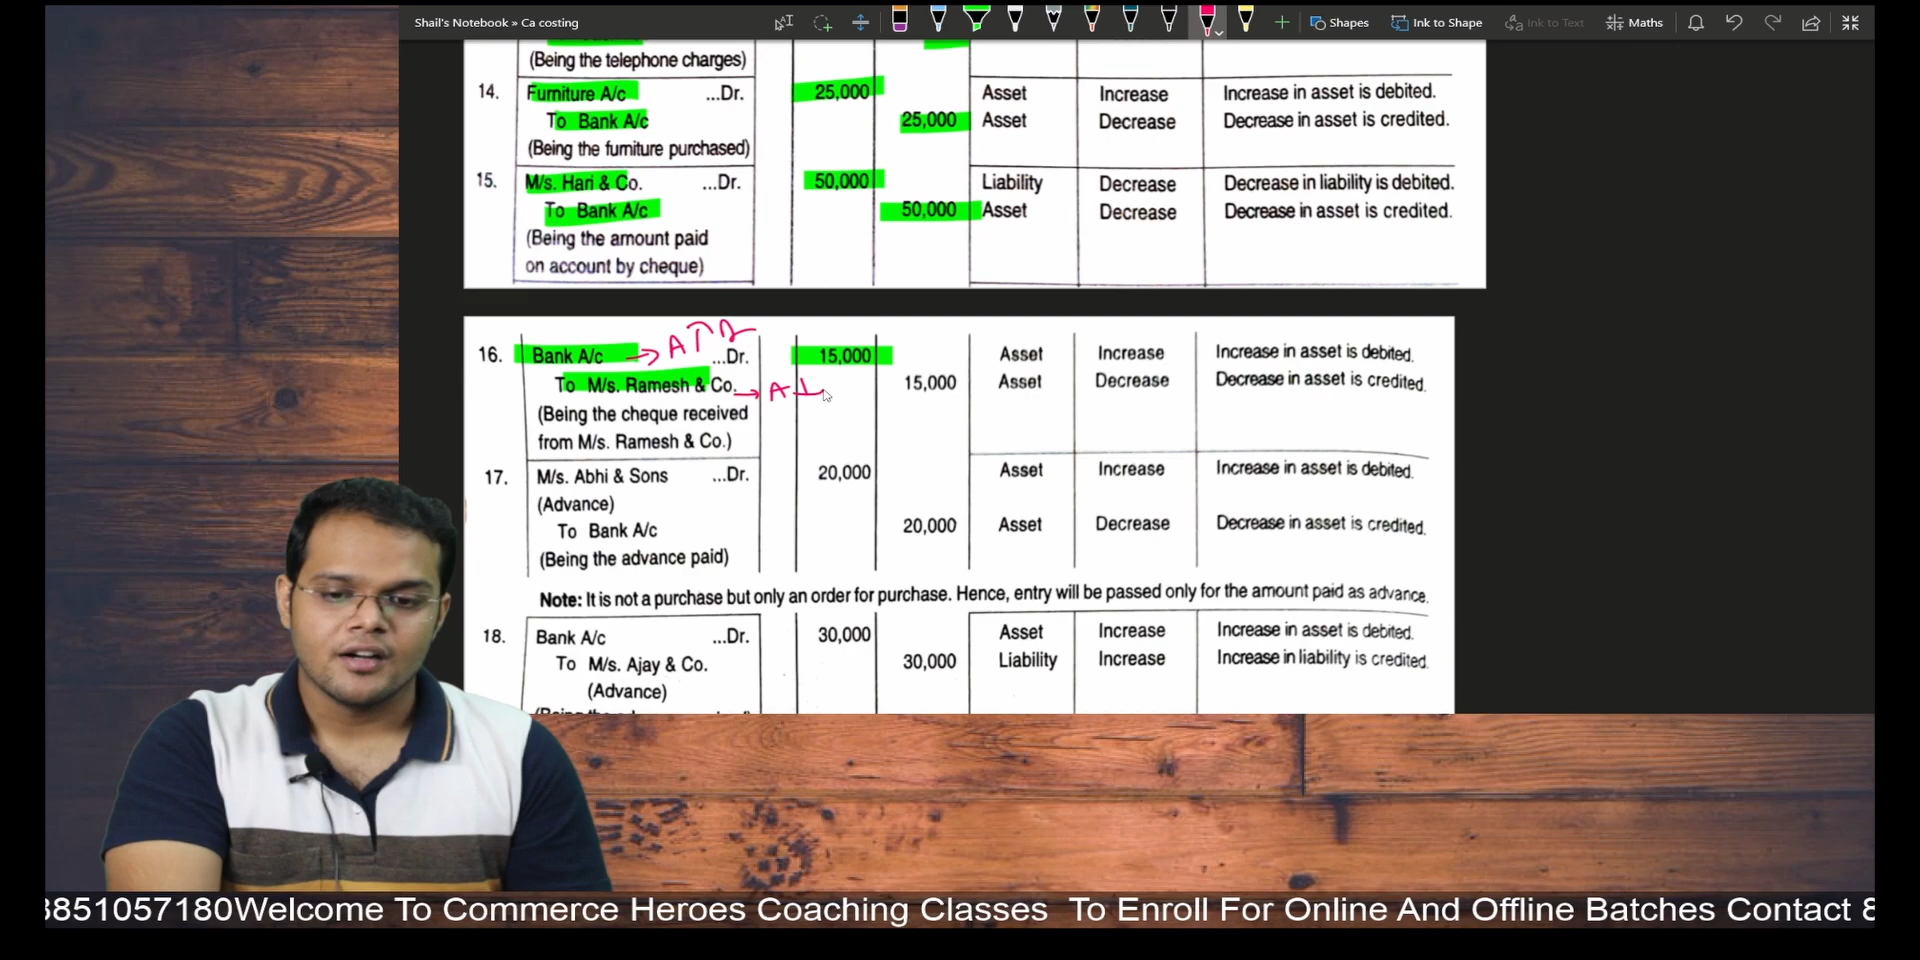 Shail's Notebook » Ca costing
Shapes Ink to Shape Ink to Text Maths
(Being the telephone charges)
14. Furniture A/c ...Dr. 25,000 Asset Increase Increase in asset is debited.
To Bank A/c 25,000 Asset Decrease Decrease in asset is credited.
(Being the furniture purchased)
15. M/s. Hari & Co. ...Dr. 50,000 Liability Decrease Decrease in liability is debited.
To Bank A/c 50,000 Asset Decrease Decrease in asset is credited.
(Being the amount paid
on account by cheque)
16. Bank A/c → A↑ ...Dr. 15,000 Asset Increase Increase in asset is debited.
To M/s. Ramesh & Co. → A 15,000 Asset Decrease Decrease in asset is credited.
(Being the cheque received
from M/s. Ramesh & Co.)
17. M/s. Abhi & Sons ...Dr. 20,000 Asset Increase Increase in asset is debited.
(Advance)
To Bank A/c 20,000 Asset Decrease Decrease in asset is credited.
(Being the advance paid)
Note: It is not a purchase but only an order for purchase. Hence, entry will be passed only for the amount paid as advance.
18. Bank A/c ...Dr. 30,000 Asset Increase Increase in asset is debited.
To M/s. Ajay & Co. 30,000 Liability Increase Increase in liability is credited.
(Advance)
8851057180Welcome To Commerce Heroes Coaching Classes To Enroll For Online And Offline Batches Contact 8